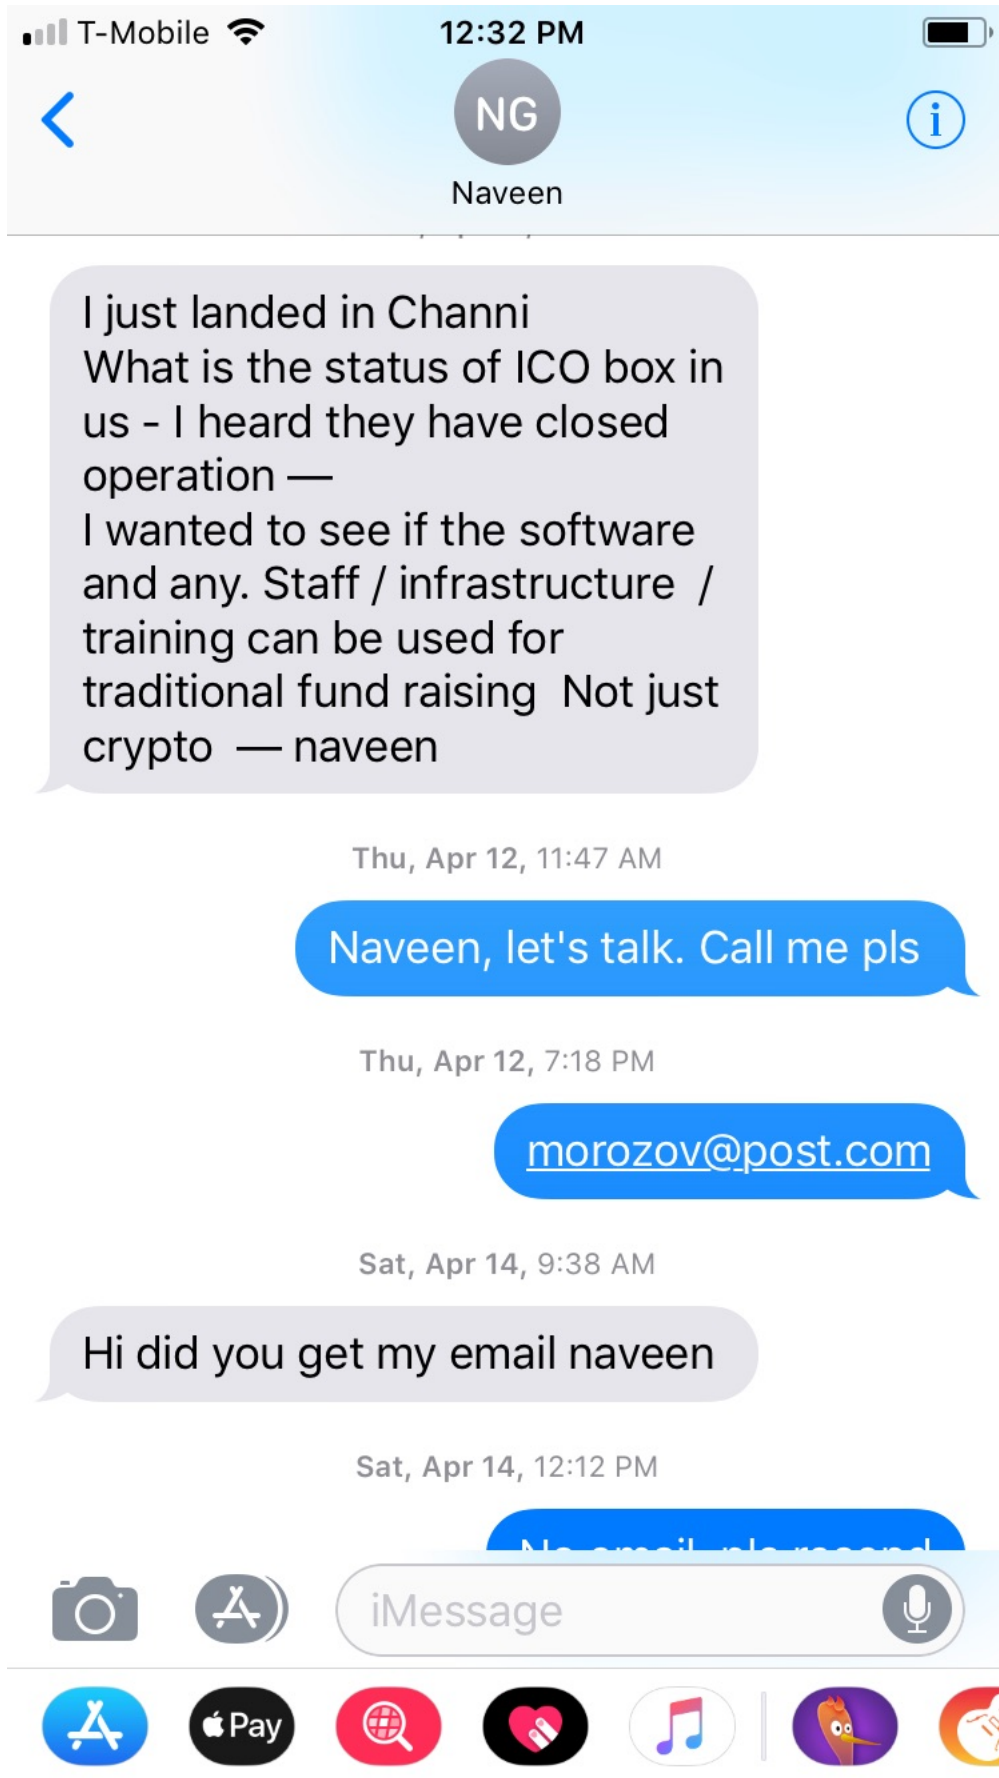 T-Mobile 12:32 PM
NG
Naveen
I just landed in Channi
What is the status of ICO box in
us - I heard they have closed
operation —
I wanted to see if the software
and any. Staff / infrastructure  /
training can be used for
traditional fund raising  Not just
crypto  — naveen
Thu, Apr 12, 11:47 AM
Naveen, let's talk. Call me pls
Thu, Apr 12, 7:18 PM
morozov@post.com
Sat, Apr 14, 9:38 AM
Hi did you get my email naveen
Sat, Apr 14, 12:12 PM
No email, pls resend
iMessage
Pay